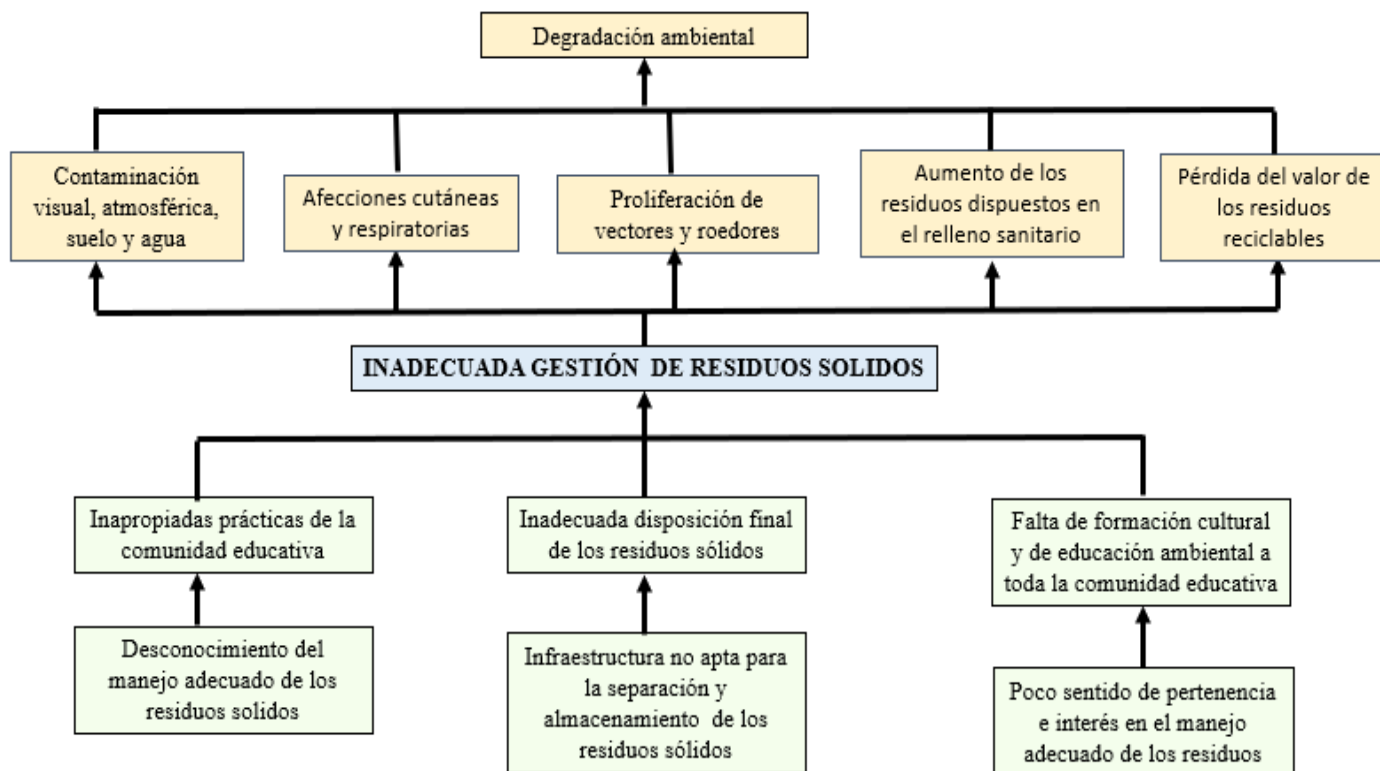 Degradación ambiental
Contaminación
visual, atmosférica,
suelo y agua
Afecciones cutáneas
y respiratorias
Proliferación de
vectores y roedores
Aumento de los
residuos dispuestos en
el relleno sanitario
Pérdida del valor de
los residuos
reciclables
INADECUADA GESTIÓN DE RESIDUOS SOLIDOS
Inapropiadas prácticas de la
comunidad educativa
Inadecuada disposición final
de los residuos sólidos
Falta de formación cultural
y de educación ambiental a
toda la comunidad educativa
Desconocimiento del
manejo adecuado de los
residuos solidos
Infraestructura no apta para
la separación y
almacenamiento de los
residuos sólidos
Poco sentido de pertenencia
e interés en el manejo
adecuado de los residuos